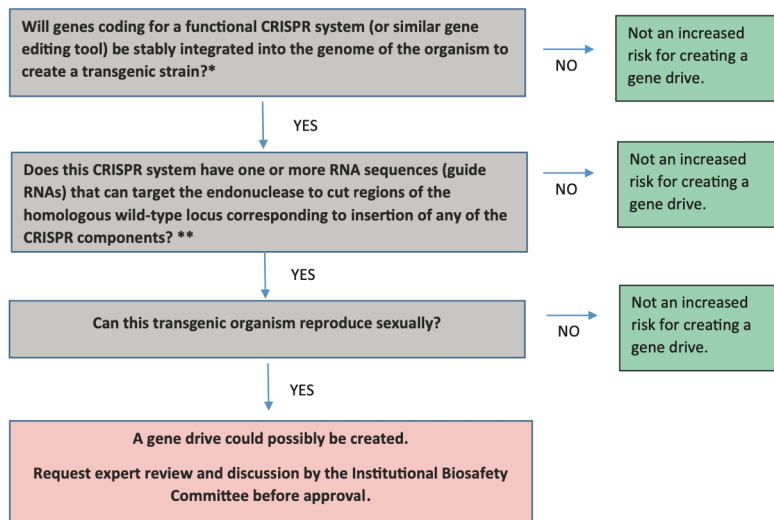 Will genes coding for a functional CRISPR system (or similar gene
editing tool) be stably integrated into the genome of the organism to
create a transgenic strain?*
NO
Not an increased
risk for creating a
gene drive.
YES
Does this CRISPR system have one or more RNA sequences (guide
RNAs) that can target the endonuclease to cut regions of the
homologous wild-type locus corresponding to insertion of any of the
CRISPR components? **
NO
Not an increased
risk for creating a
gene drive.
YES
Can this transgenic organism reproduce sexually?
NO
Not an increased
risk for creating a
gene drive.
YES
A gene drive could possibly be created.
Request expert review and discussion by the Institutional Biosafety
Committee before approval.